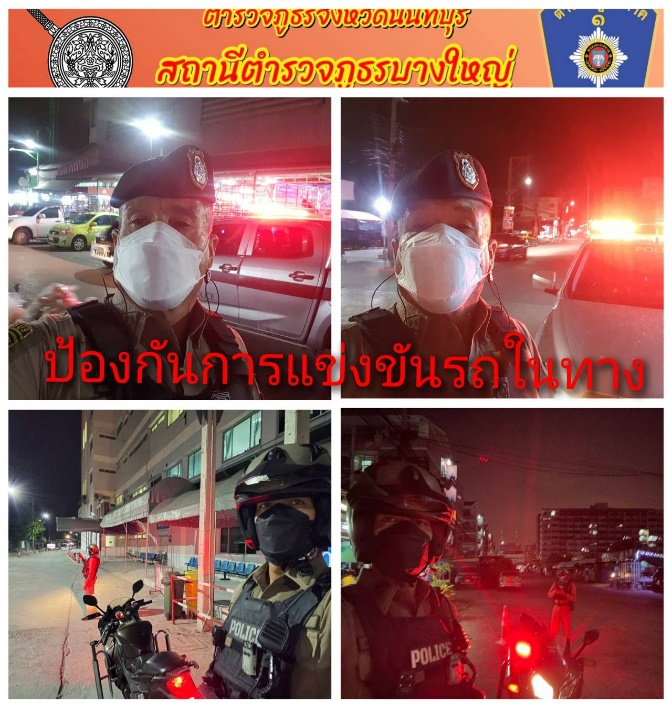 ตำรวจภูธรจังหวัดนนทบุรี
สถานีตำรวจภูธรบางใหญ่
๑
ป้องกันการแข่งขันรถในทาง
POLICE
POLICE